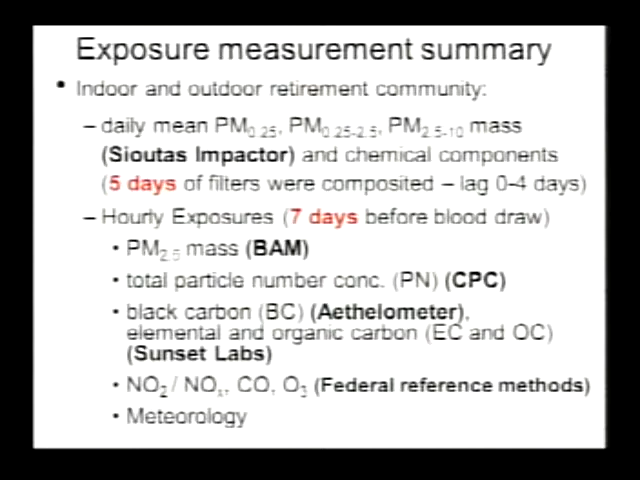 Exposure measurement summary
• Indoor and outdoor retirement community:
– daily mean PM0.25, PM0.25-2.5, PM2.5-10 mass
(Sioutas Impactor) and chemical components
(5 days of filters were composited – lag 0-4 days)
– Hourly Exposures (7 days before blood draw)
• PM2.5 mass (BAM)
• total particle number conc. (PN) (CPC)
• black carbon (BC) (Aethelometer),
elemental and organic carbon (EC and OC)
(Sunset Labs)
• NO2 / NOx, CO, O3 (Federal reference methods)
• Meteorology